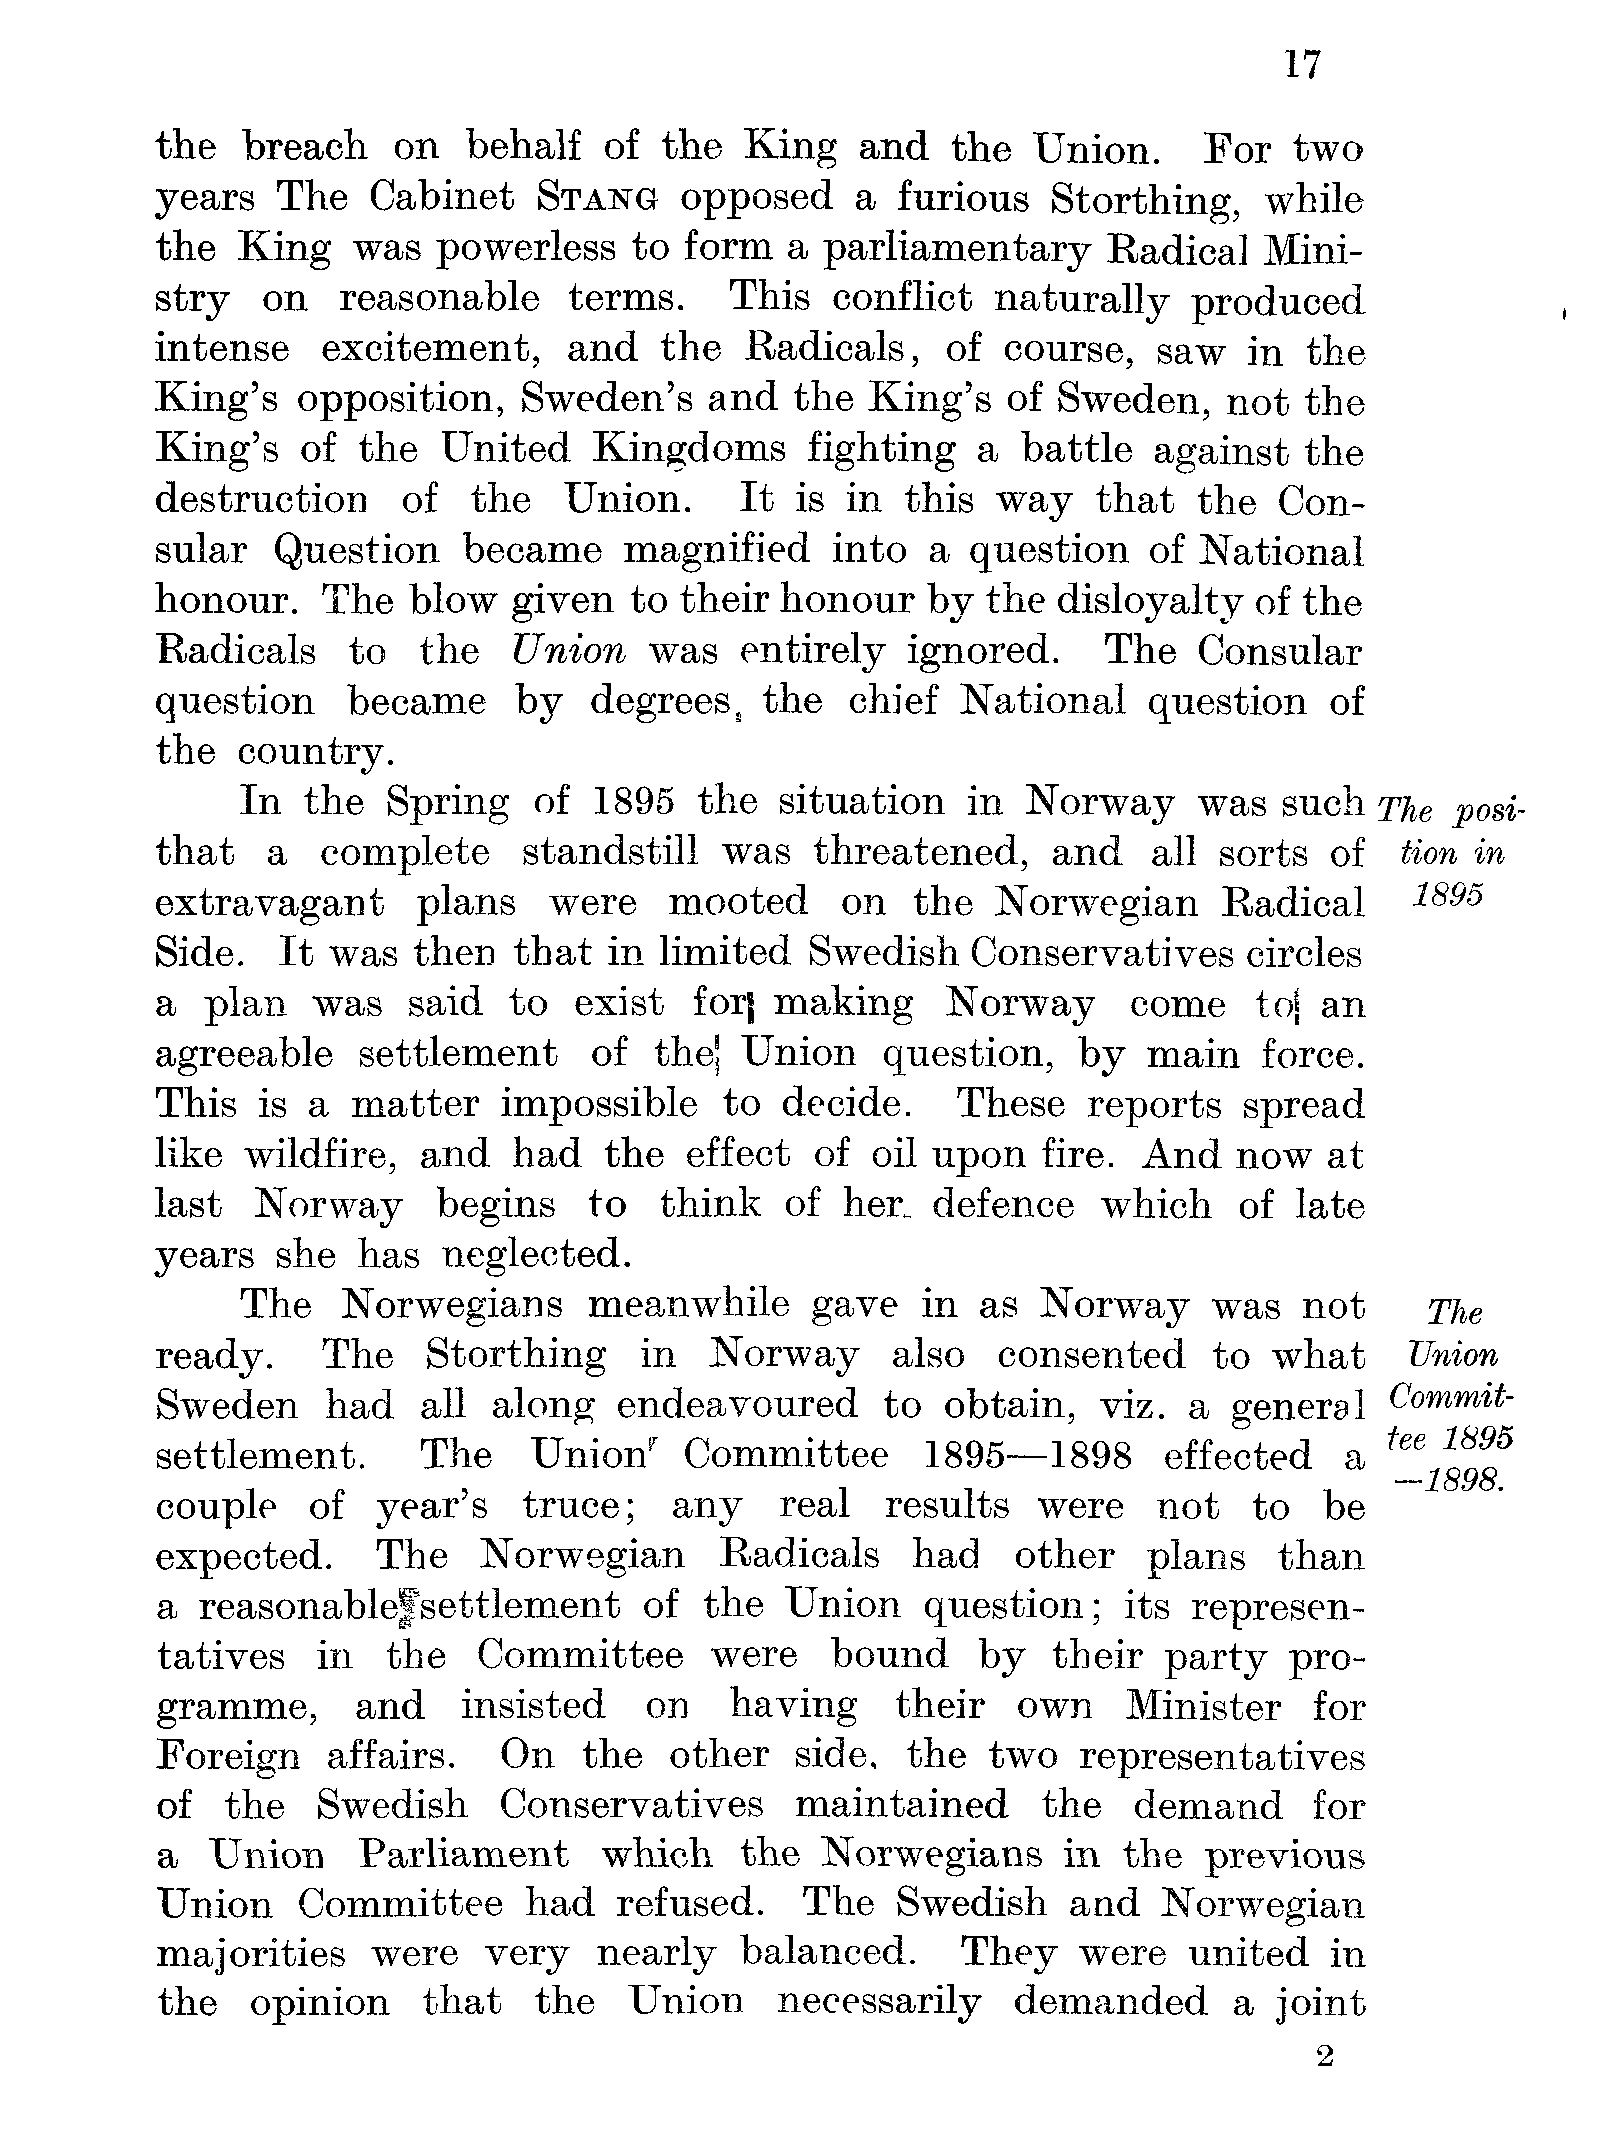 17
the breach on behalf of the King and the Union. For two
years The Cabinet STANG opposed a furious Storthing, while
the King was powerless to form a parliamentary Radical Mini-
stry on reasonable terms. This conflict naturally produced
intense excitement, and the Radicals, of course, saw in the
King's opposition, Sweden's and the King's of Sweden, not the
King's of the United Kingdoms fighting a battle against the
destruction of the Union. It is in this way that the Con-
sular Question became magnified into a question of National
honour. The blow given to their honour by the disloyalty of the
Radicals to the Union was entirely ignored. The Consular
question became by degrees, the chief National question of
the country.
In the Spring of 1895 the situation in Norway was such
that a complete standstill was threatened, and all sorts of
extravagant plans were mooted on the Norwegian Radical
Side. It was then that in limited Swedish Conservatives circles
a plan was said to exist for making Norway come to an
agreeable settlement of the Union question, by main force.
This is a matter impossible to decide. These reports spread
like wildfire, and had the effect of oil upon fire. And now at
last Norway begins to think of her defence which of late
years she has neglected.
The posi-
tion in
1895
The Norwegians meanwhile gave in as Norway was not
ready. The Storthing in Norway also consented to what
Sweden had all along endeavoured to obtain, viz. a general
settlement. The Union Committee 1895—1898 effected a
couple of year's truce; any real results were not to be
expected. The Norwegian Radicals had other plans than
a reasonable settlement of the Union question; its represen-
tatives in the Committee were bound by their party pro-
gramme, and insisted on having their own Minister for
Foreign affairs. On the other side, the two representatives
of the Swedish Conservatives maintained the demand for
a Union Parliament which the Norwegians in the previous
Union Committee had refused. The Swedish and Norwegian
majorities were very nearly balanced. They were united in
the opinion that the Union necessarily demanded a joint
The
Union
Commit-
tee 1895
—1898.
2